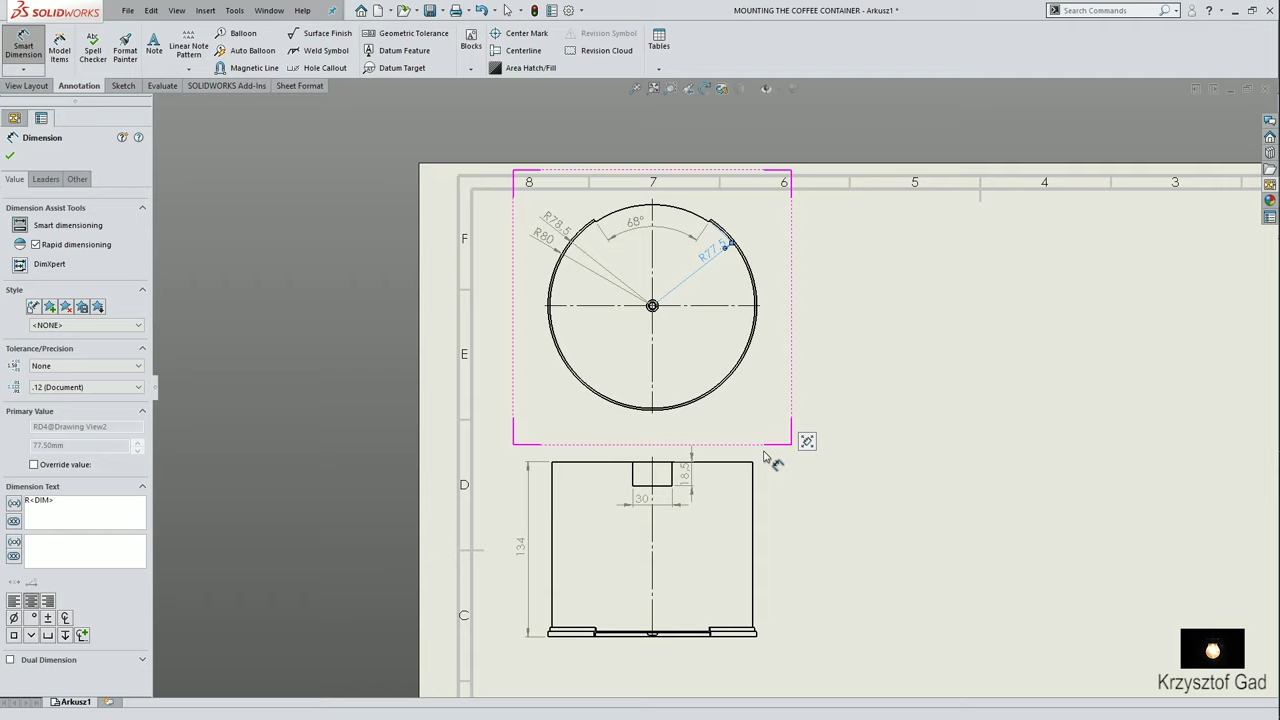 SOLIDWORKS File Edit View Insert Tools Window Help MOUNTING THE COFFEE CONTAINER - Arkusz1 * Search Commands ?
Smart Dimension
Model Items
Spell Checker
Format Painter
Note
Linear Note Pattern
Balloon
Auto Balloon
Magnetic Line
Surface Finish
Weld Symbol
Hole Callout
Geometric Tolerance
Datum Feature
Datum Target
Blocks
Center Mark
Centerline
Area Hatch/Fill
Revision Symbol
Revision Cloud
Tables
View Layout Annotation Sketch Evaluate SOLIDWORKS Add-Ins Sheet Format
Dimension
Value Leaders Other
Dimension Assist Tools
Smart dimensioning
Rapid dimensioning
DimXpert
Style
<NONE>
Tolerance/Precision
None
.12 (Document)
Primary Value
RD4@Drawing View2
77.50mm
Override value:
Dimension Text
R<DIM>
Dual Dimension
Arkusz1
8 7 6 5 4 3
F
E
D
C
R78,5
R80
68°
R77,5
18,5
30
134
Krzysztof Gad